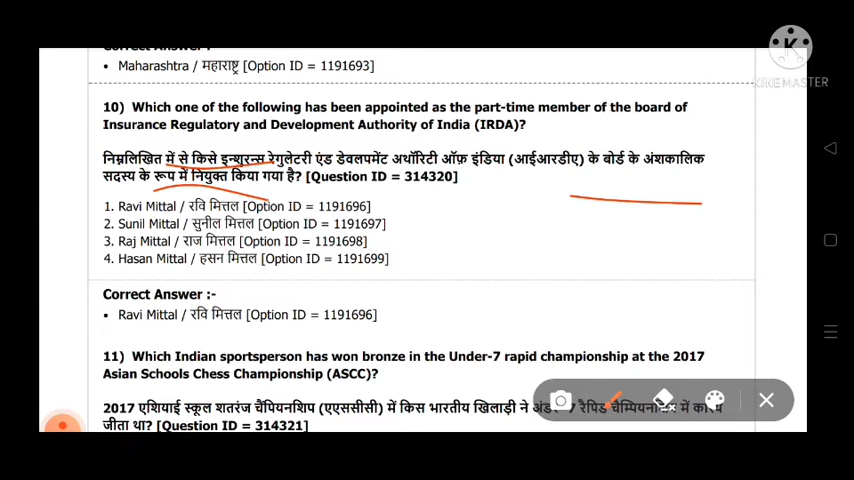 Correct Answer :-
• Maharashtra / महाराष्ट्र [Option ID = 1191693]
K
KINEMASTER
10) Which one of the following has been appointed as the part-time member of the board of
Insurance Regulatory and Development Authority of India (IRDA)?
निम्नलिखित में से किसे इन्शुरन्स रेगुलेटरी एंड डेवलपमेंट अथॉरिटी ऑफ़ इंडिया (आईआरडीए) के बोर्ड के अंशकालिक
सदस्य के रूप में नियुक्त किया गया है? [Question ID = 314320]
1. Ravi Mittal / रवि मित्तल [Option ID = 1191696]
2. Sunil Mittal / सुनील मित्तल [Option ID = 1191697]
3. Raj Mittal / राज मित्तल [Option ID = 1191698]
4. Hasan Mittal / हसन मित्तल [Option ID = 1191699]
Correct Answer :-
• Ravi Mittal / रवि मित्तल [Option ID = 1191696]
11) Which Indian sportsperson has won bronze in the Under-7 rapid championship at the 2017
Asian Schools Chess Championship (ASCC)?
2017 एशियाई स्कूल शतरंज चैंपियनशिप (एएससीसी) में किस भारतीय खिलाड़ी ने 7 रैपिड में
जीता था? [Question ID = 314321]